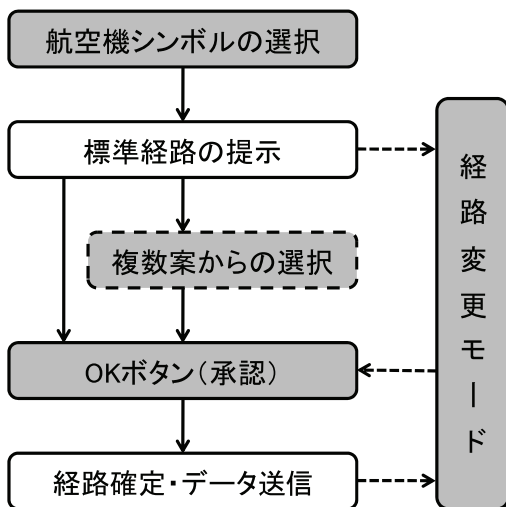 航空機シンボルの選択
標準経路の提示
複数案からの選択
OKボタン（承認）
経路確定・データ送信
経路変更モード